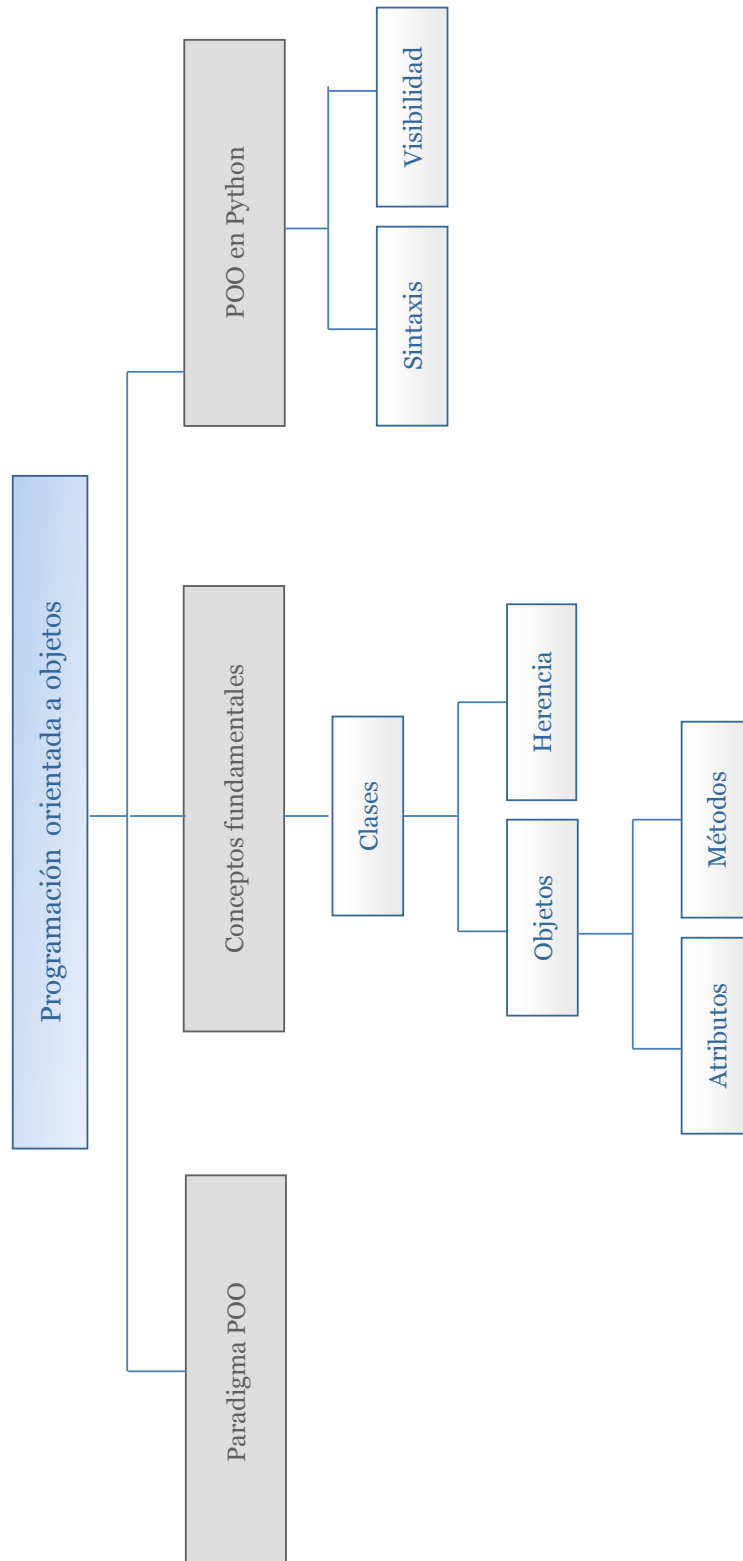 Programación orientada a objetos
Paradigma POO
Conceptos fundamentales
POO en Python
Clases
Sintaxis
Visibilidad
Objetos
Herencia
Atributos
Métodos